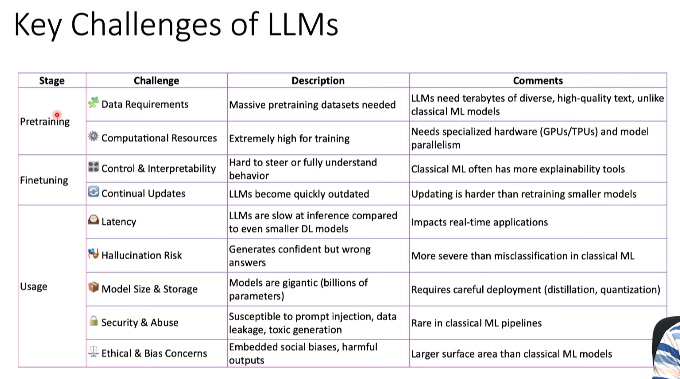 Key Challenges of LLMs
Stage Challenge Description Comments
Pretraining
Data Requirements
Massive pretraining datasets needed
LLMs need terabytes of diverse, high-quality text, unlike
classical ML models
Computational Resources
Extremely high for training
Needs specialized hardware (GPUs/TPUs) and model
parallelism
Finetuning
Control & Interpretability
Hard to steer or fully understand
behavior
Classical ML often has more explainability tools
Continual Updates
LLMs become quickly outdated
Updating is harder than retraining smaller models
Usage
Latency
LLMs are slow at inference compared
to even smaller DL models
Impacts real-time applications
Hallucination Risk
Generates confident but wrong
answers
More severe than misclassification in classical ML
Model Size & Storage
Models are gigantic (billions of
parameters)
Requires careful deployment (distillation, quantization)
Security & Abuse
Susceptible to prompt injection, data
leakage, toxic generation
Rare in classical ML pipelines
Ethical & Bias Concerns
Embedded social biases, harmful
outputs
Larger surface area than classical ML models